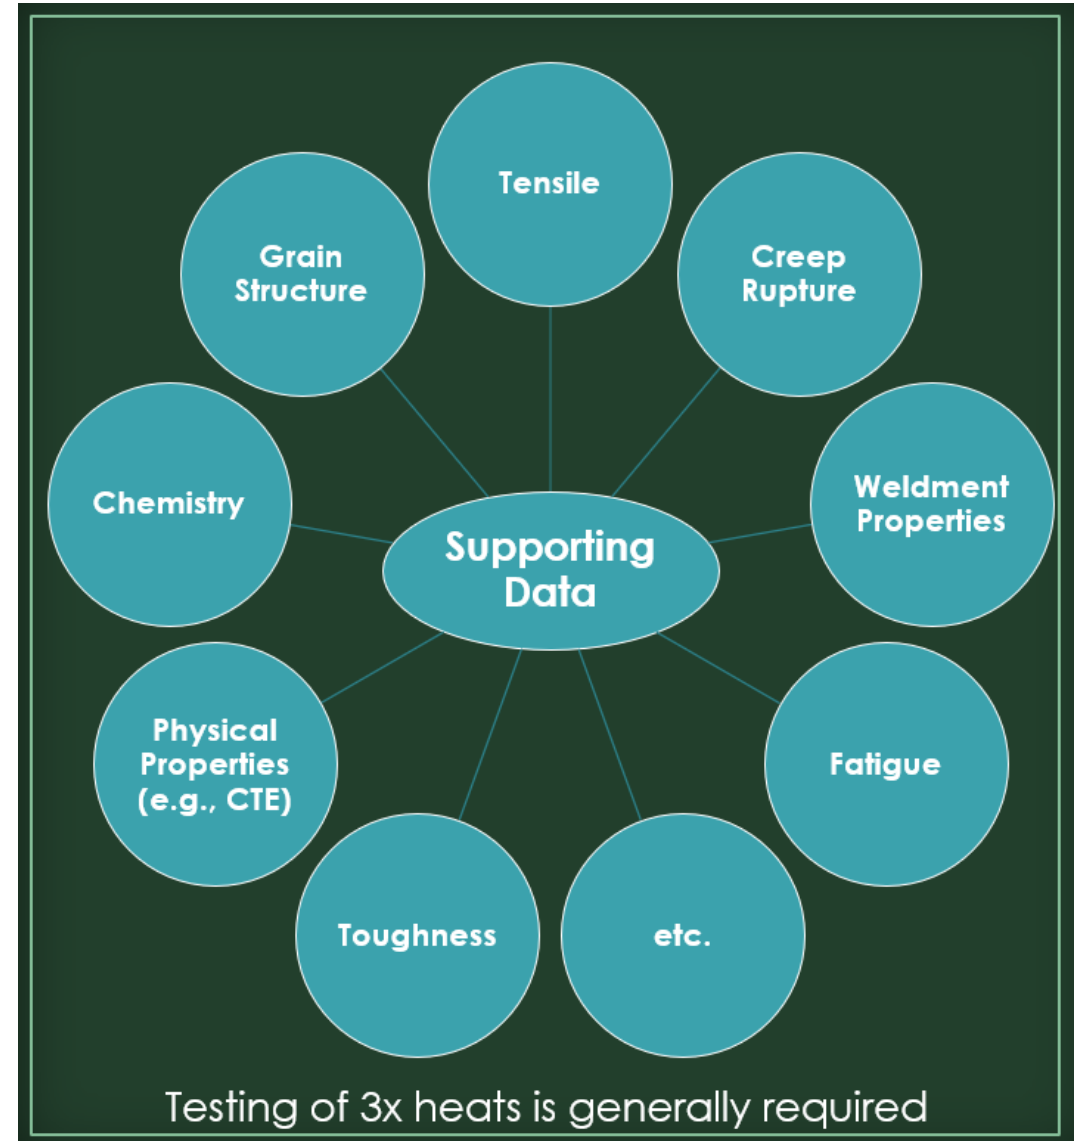 Tensile
Grain
Structure
Creep
Rupture
Chemistry
Weldment
Properties
Supporting
Data
Physical
Properties
(e.g., CTE)
Fatigue
Toughness
etc.
Testing of 3x heats is generally required